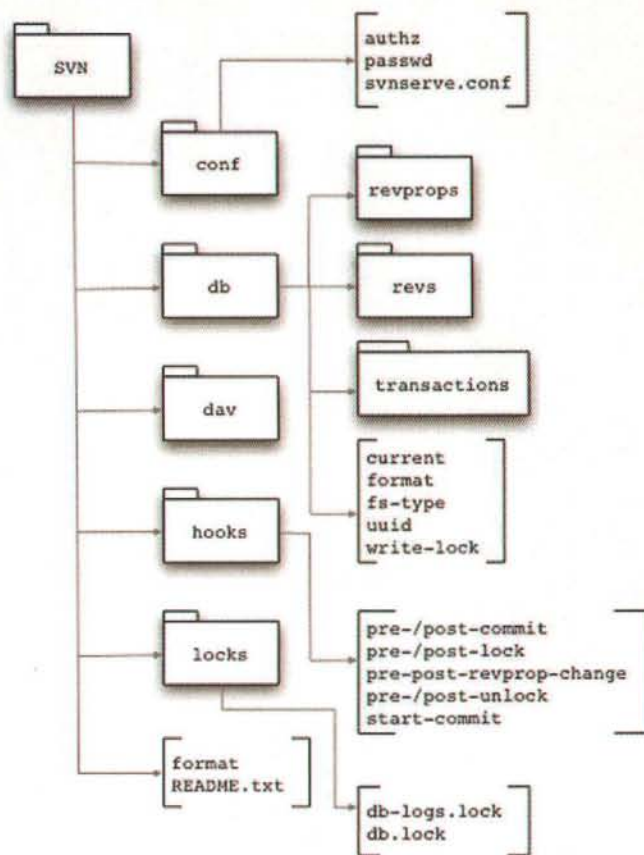 SVN
authz
passwd
svnserve.conf
conf
revprops
db
revs
transactions
dav
current
format
fs-type
uuid
write-lock
hooks
pre-/post-commit
pre-/post-lock
pre-post-revprop-change
pre-/post-unlock
start-commit
locks
format
README.txt
db-logs.lock
db.lock